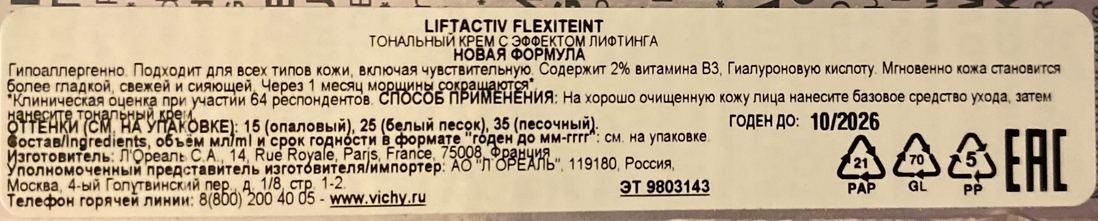 LIFTACTIV FLEXITEINT
ТОНАЛЬНЫЙ КРЕМ С ЭФФЕКТОМ ЛИФТИНГА
НОВАЯ ФОРМУЛА
Гипоаллергенно. Подходит для всех типов кожи, включая чувствительную. Содержит 2% витамина B3, Гиалуроновую кислоту. Мгновенно кожа становится
более гладкой, свежей и сияющей. Через 1 месяц морщины сокращаются*.
*Клиническая оценка при участии 64 респондентов. СПОСОБ ПРИМЕНЕНИЯ: На хорошо очищенную кожу лица нанесите базовое средство ухода, затем
нанесите тональный крем.
ОТТЕНКИ (СМ. НА УПАКОВКЕ): 15 (опаловый), 25 (белый песок), 35 (песочный).
Состав/Ingredients, объём мл/ml и срок годности в формате "годен до мм-гггг": см. на упаковке.
Изготовитель: Л'Ореаль С.А., 14, Rue Royale, Paris, France, 75008, Франция
Уполномоченный представитель изготовителя/импортер: АО "Л'ОРЕАЛЬ", 119180, Россия,
Москва, 4-ый Голутвинский пер., д. 1/8, стр. 1-2.
Телефон горячей линии: 8(800) 200 40 05 - www.vichy.ru
ГОДЕН ДО: 10/2026
ЭТ 9803143
21
PAP
70
GL
5
PP
EAC